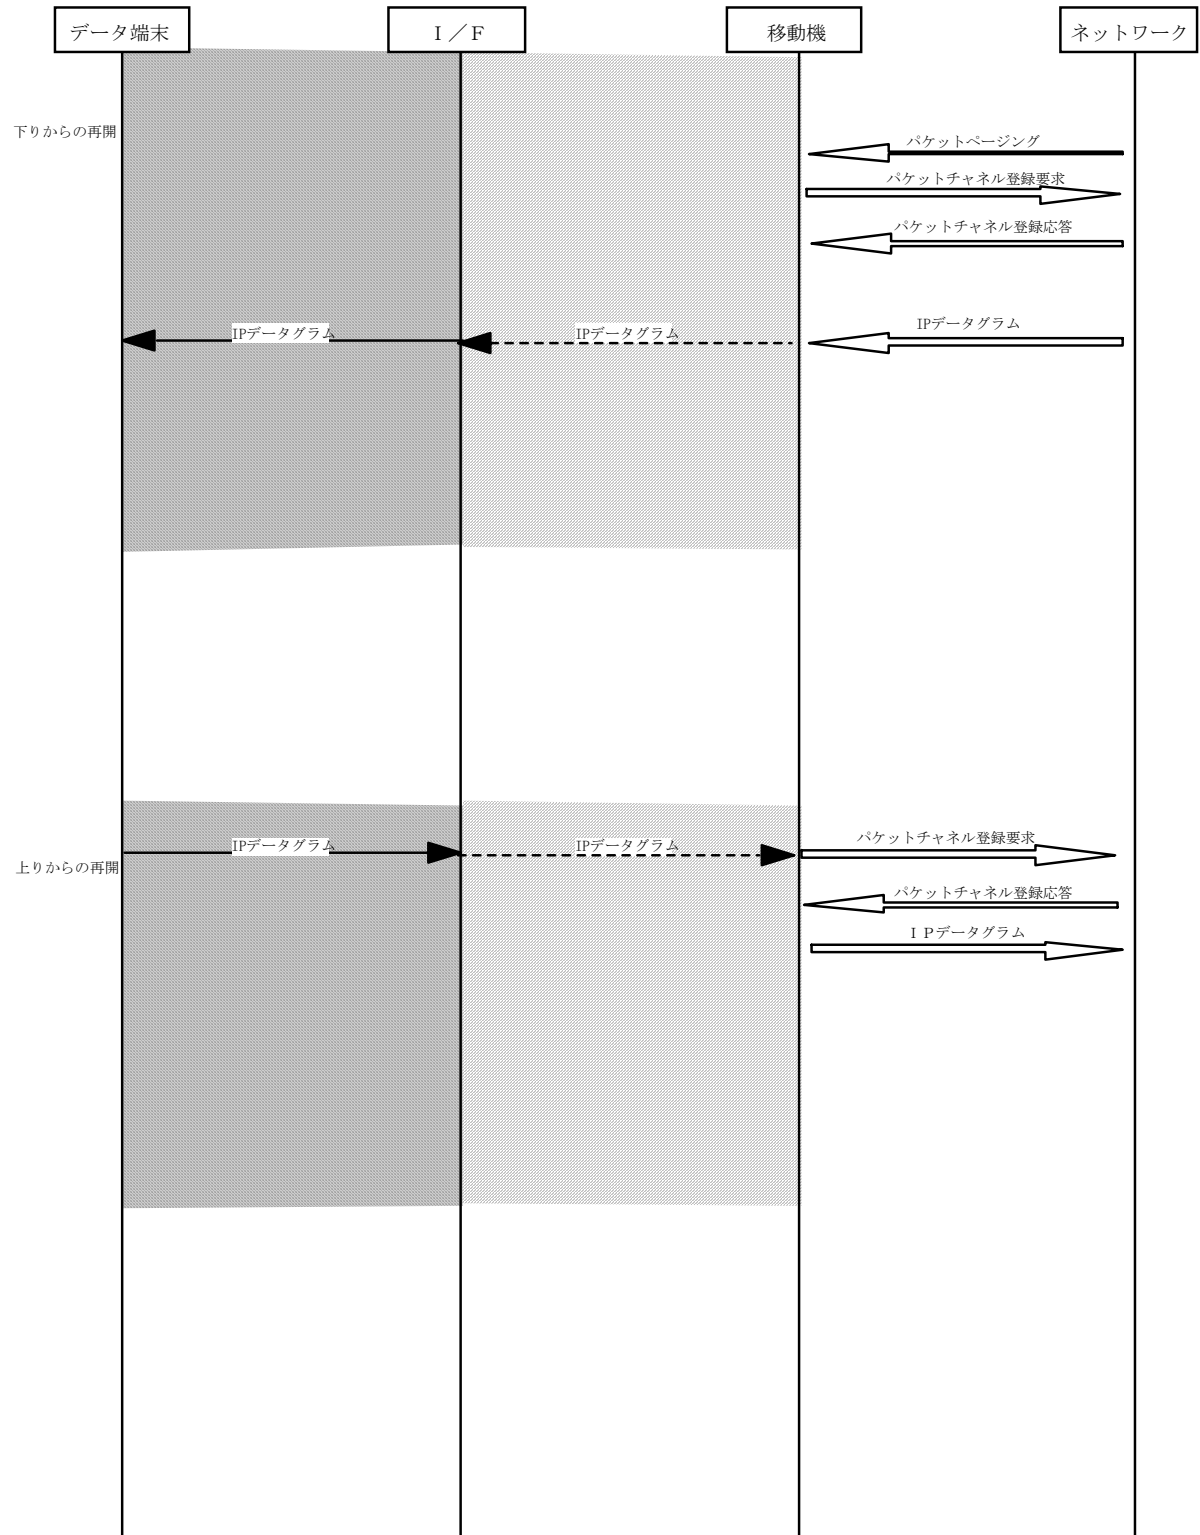 データ端末
Ｉ／Ｆ
移動機
ネットワーク
下りからの再開
パケットページング
パケットチャネル登録要求
パケットチャネル登録応答
IPデータグラム
IPデータグラム
IPデータグラム
上りからの再開
IPデータグラム
IPデータグラム
パケットチャネル登録要求
パケットチャネル登録応答
ＩＰデータグラム